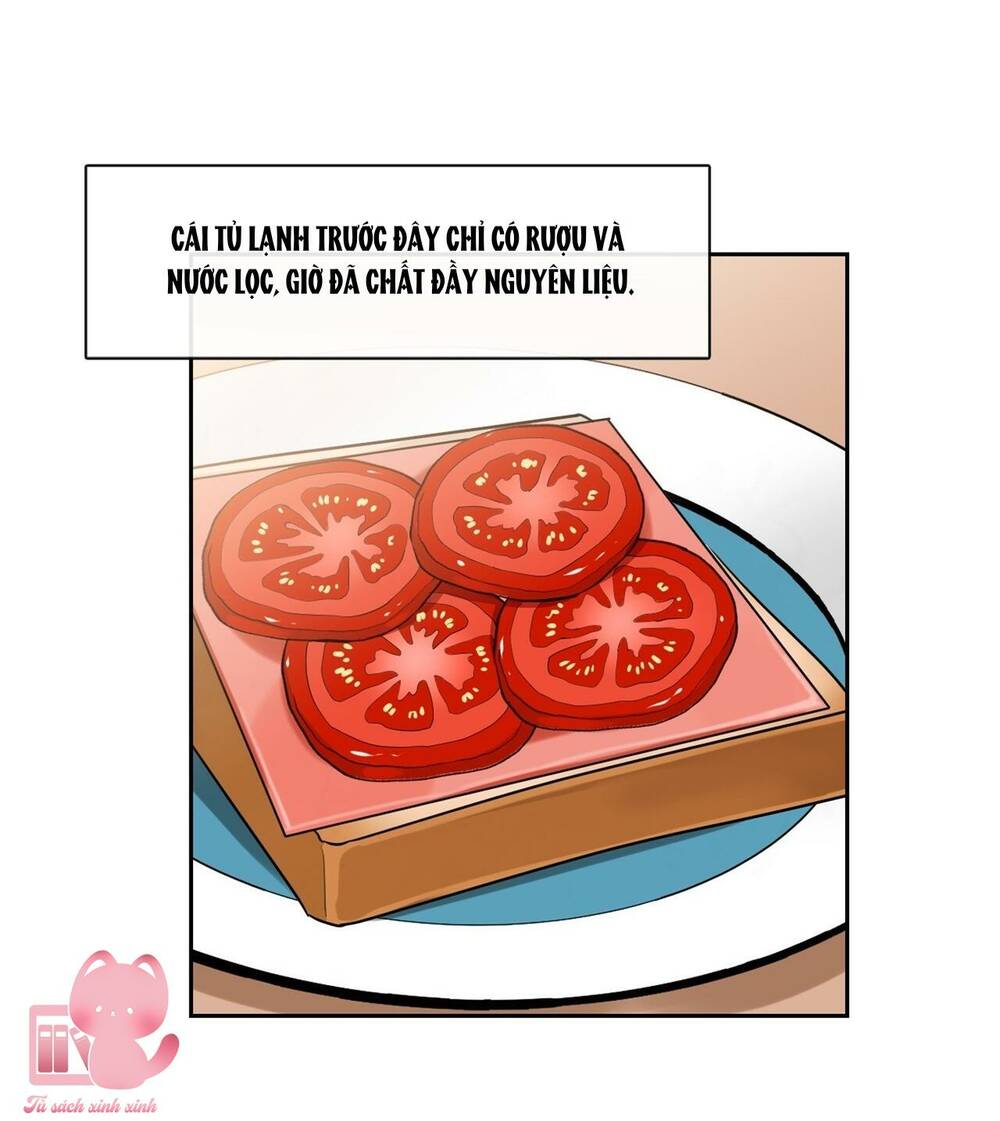 CÁI TỦ LẠNH TRƯỚC ĐÂY CHỈ CÓ RƯỢU VÀ
NƯỚC LỌC, GIỜ ĐÃ CHẤT ĐẦY NGUYÊN LIỆU.
Tủ sách xinh xinh